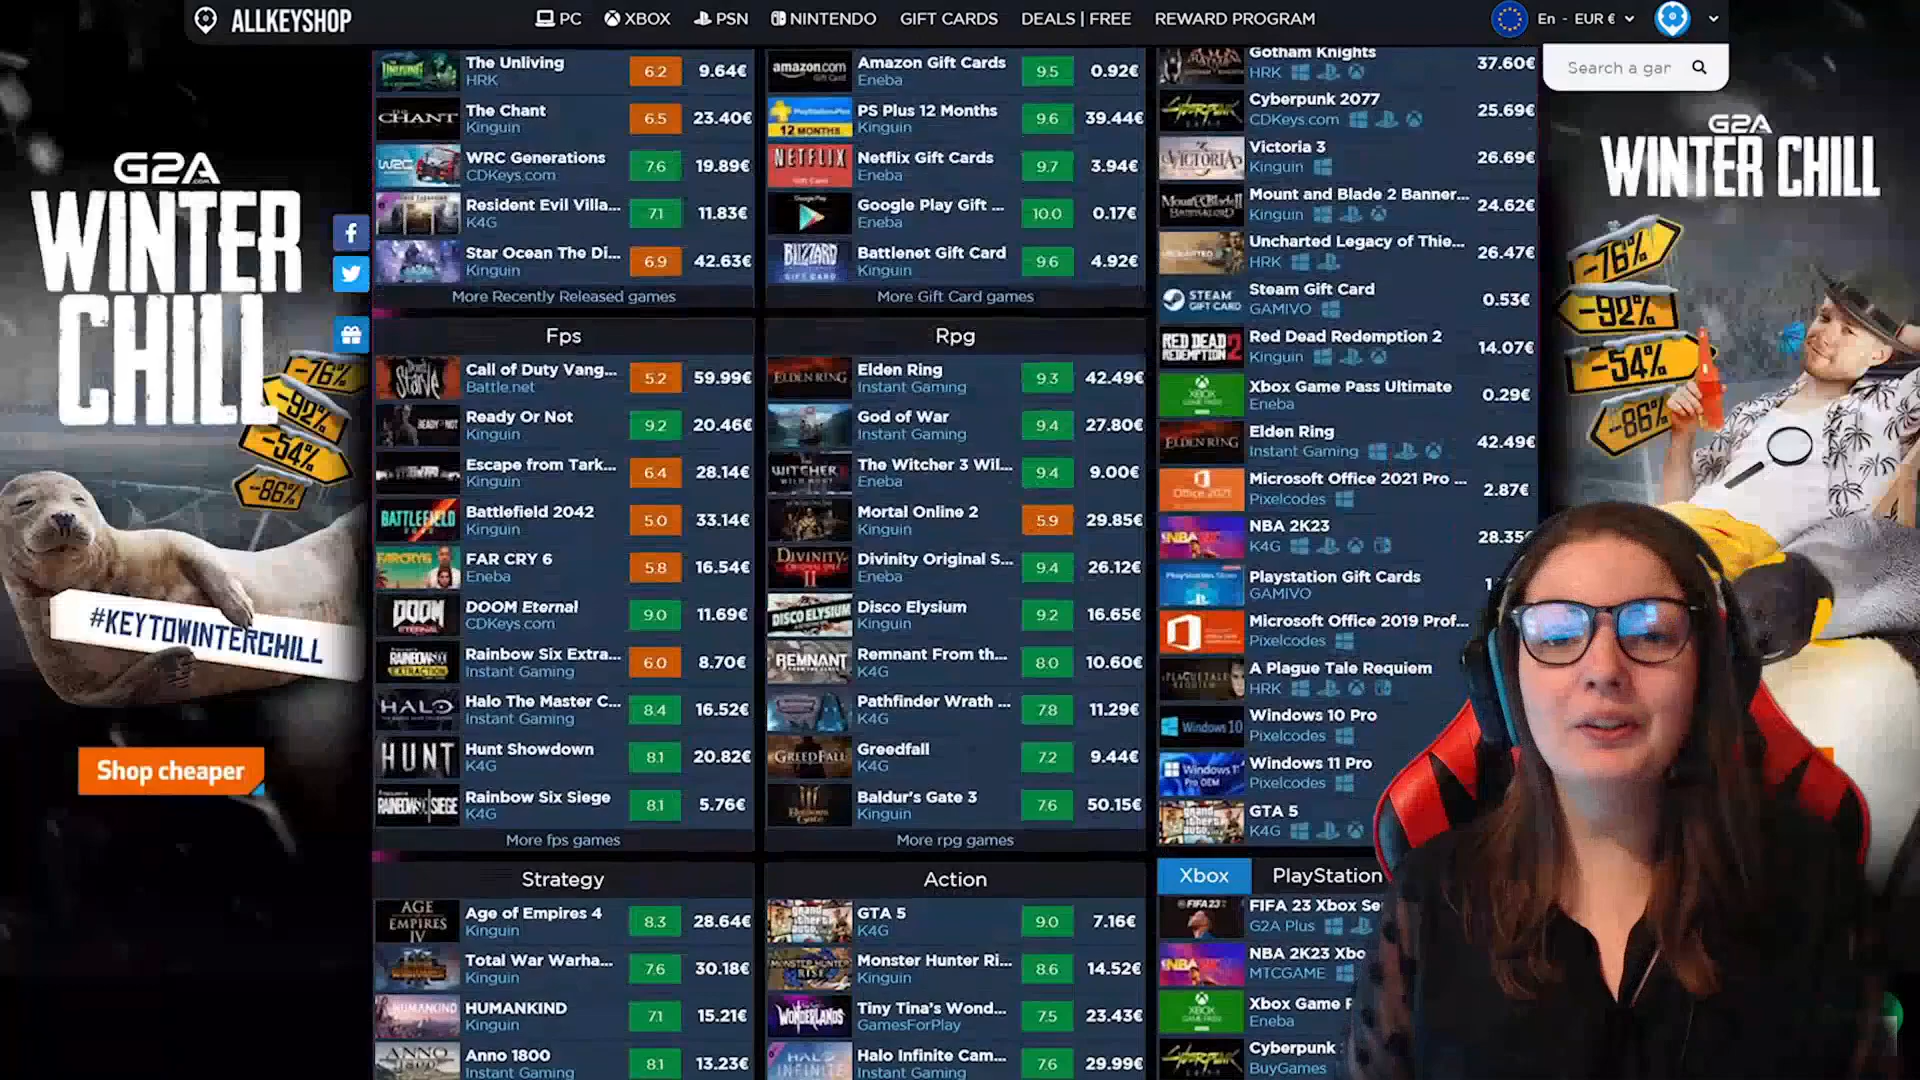 ALLKEYSHOP
PC
XBOX
PSN
NINTENDO
GIFT CARDS
DEALS | FREE
REWARD PROGRAM
En - EUR €
Search a gar
G2A
.COM
WINTER
CHILL
-76%
-92%
-54%
-86%
#KEYTOWINTERCHILL
Shop cheaper
The Unliving
HRK
6.2
9.64€
The Chant
Kinguin
6.5
23.40€
WRC Generations
CDKeys.com
7.6
19.89€
Resident Evil Villa...
K4G
7.1
11.83€
Star Ocean The Di...
Kinguin
6.9
42.63€
More Recently Released games
Fps
Call of Duty Vang...
Battle.net
5.2
59.99€
Ready Or Not
Kinguin
9.2
20.46€
Escape from Tark...
Kinguin
6.4
28.14€
Battlefield 2042
Kinguin
5.0
33.14€
FAR CRY 6
Eneba
5.8
16.54€
DOOM Eternal
CDKeys.com
9.0
11.69€
Rainbow Six Extra...
Instant Gaming
6.0
8.70€
Halo The Master C...
Instant Gaming
8.4
16.52€
Hunt Showdown
K4G
8.1
20.82€
Rainbow Six Siege
K4G
8.1
5.76€
More fps games
Strategy
Age of Empires 4
Kinguin
8.3
28.64€
Total War Warha...
Kinguin
7.6
30.18€
HUMANKIND
Kinguin
7.1
15.21€
Anno 1800
Instant Gaming
8.1
13.23€
Amazon Gift Cards
Eneba
9.5
0.92€
PS Plus 12 Months
Kinguin
9.6
39.44€
Netflix Gift Cards
Eneba
9.7
3.94€
Google Play Gift ...
Eneba
10.0
0.17€
Battlenet Gift Card
Kinguin
9.6
4.92€
More Gift Card games
Rpg
Elden Ring
Instant Gaming
9.3
42.49€
God of War
Instant Gaming
9.4
27.80€
The Witcher 3 Wil...
Eneba
9.4
9.00€
Mortal Online 2
Kinguin
5.9
29.85€
Divinity Original S...
Eneba
9.4
26.12€
Disco Elysium
Kinguin
9.2
16.65€
Remnant From th...
K4G
8.0
10.60€
Pathfinder Wrath ...
K4G
7.8
11.29€
Greedfall
K4G
7.2
9.44€
Baldur's Gate 3
Kinguin
7.6
50.15€
More rpg games
Action
GTA 5
K4G
9.0
7.16€
Monster Hunter Ri...
Kinguin
8.6
14.52€
Tiny Tina's Wond...
GamesForPlay
7.5
23.43€
Halo Infinite Cam...
Instant Gaming
7.6
29.99€
Gotham Knights
HRK
37.60€
Cyberpunk 2077
CDKeys.com
25.69€
Victoria 3
Kinguin
26.69€
Mount and Blade 2 Banner...
Kinguin
24.62€
Uncharted Legacy of Thie...
HRK
26.47€
Steam Gift Card
GAMIVO
0.53€
Red Dead Redemption 2
Kinguin
14.07€
Xbox Game Pass Ultimate
Eneba
0.29€
Elden Ring
Instant Gaming
42.49€
Microsoft Office 2021 Pro ...
Pixelcodes
2.87€
NBA 2K23
K4G
28.35€
Playstation Gift Cards
GAMIVO
Microsoft Office 2019 Prof...
Pixelcodes
A Plague Tale Requiem
HRK
Windows 10 Pro
Pixelcodes
Windows 11 Pro
Pixelcodes
GTA 5
K4G
Xbox
PlayStation
FIFA 23 Xbox Se
G2A Plus
NBA 2K23 Xbo
MTCGAME
Xbox Game P
Eneba
Cyberpunk
BuyGames
G2A
WINTER CHILL
-76%
-92%
-54%
-86%